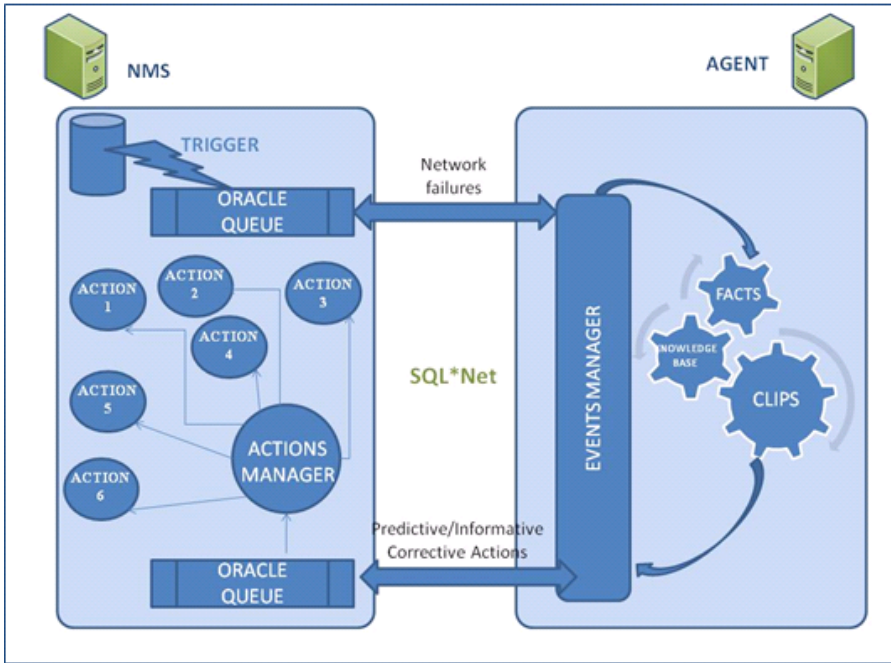 NMS
AGENT
TRIGGER
ORACLE
QUEUE
Network
failures
ACTION
1
ACTION
2
ACTION
3
ACTION
4
ACTION
5
ACTION
6
ACTIONS
MANAGER
ORACLE
QUEUE
SQL*Net
Predictive/Informative
Corrective Actions
EVENTS MANAGER
FACTS
KNOWLEDGE
BASE
CLIPS